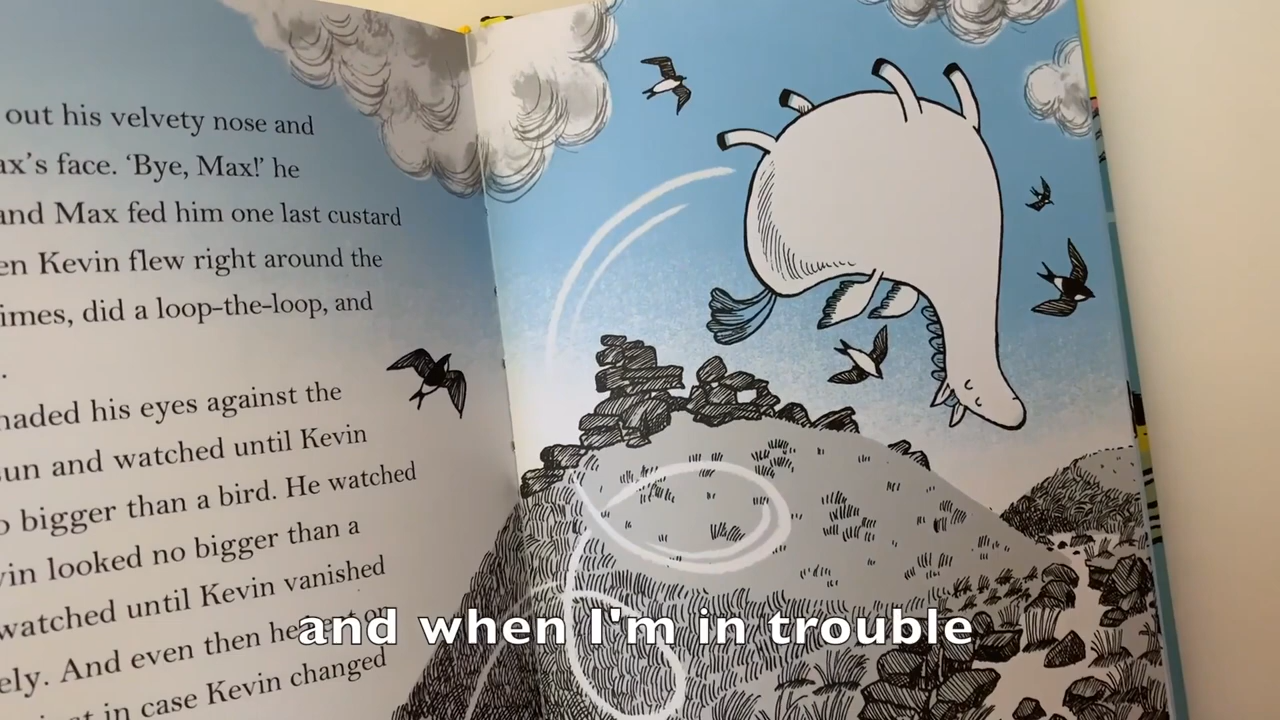 out his velvety nose and
ax's face. ‘Bye, Max!’ he
and Max fed him one last custard
en Kevin flew right around the
imes, did a loop-the-loop, and
.
haded his eyes against the
un and watched until Kevin
o bigger than a bird. He watched
vin looked no bigger than a
watched until Kevin vanished
ely. And even then he on
in case Kevin changed
and when I'm in trouble